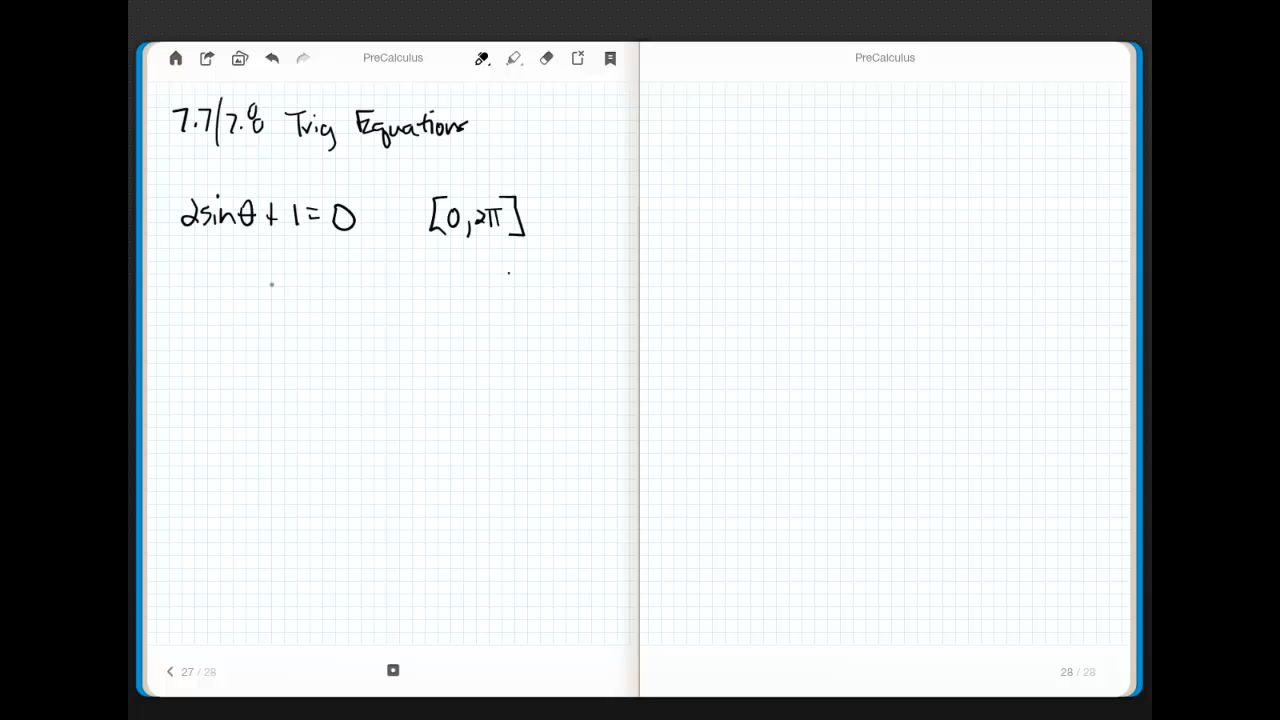 PreCalculus
PreCalculus
7.7/7.8 Trig Equations
2sinθ + 1 = 0 [0, 2π]
27 / 28
28 / 28